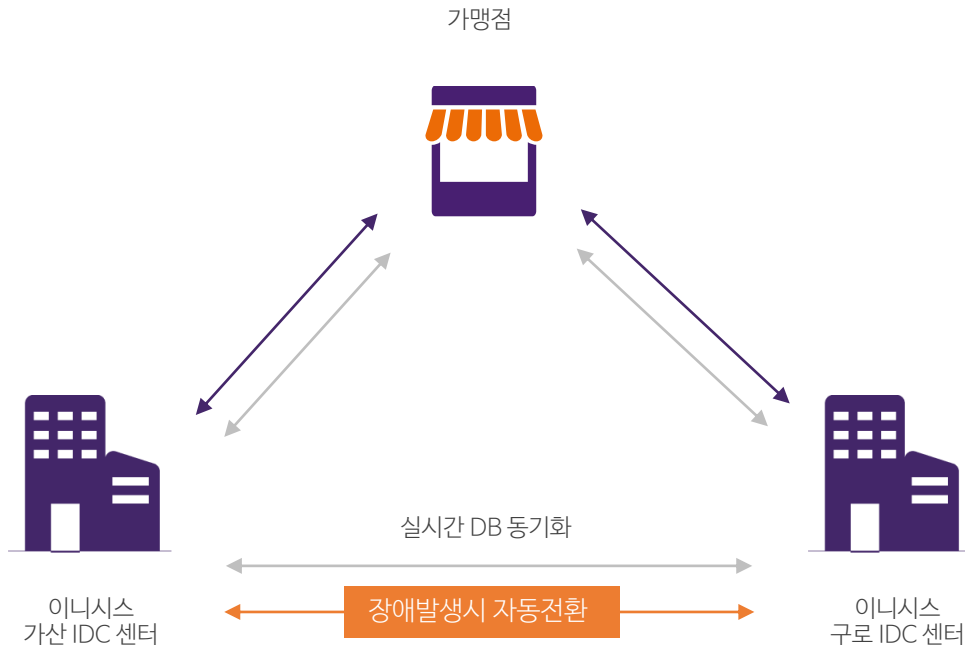 가맹점
실시간 DB 동기화
장애발생시 자동전환
이니시스
가산 IDC 센터
이니시스
구로 IDC 센터